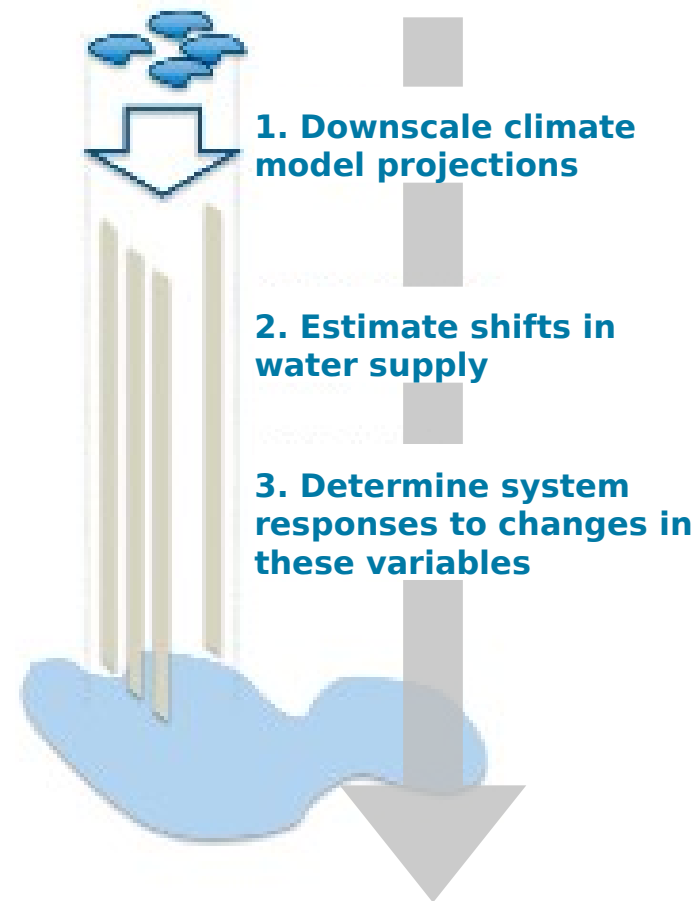 1. Downscale climate
model projections
2. Estimate shifts in
water supply
3. Determine system
responses to changes in
these variables